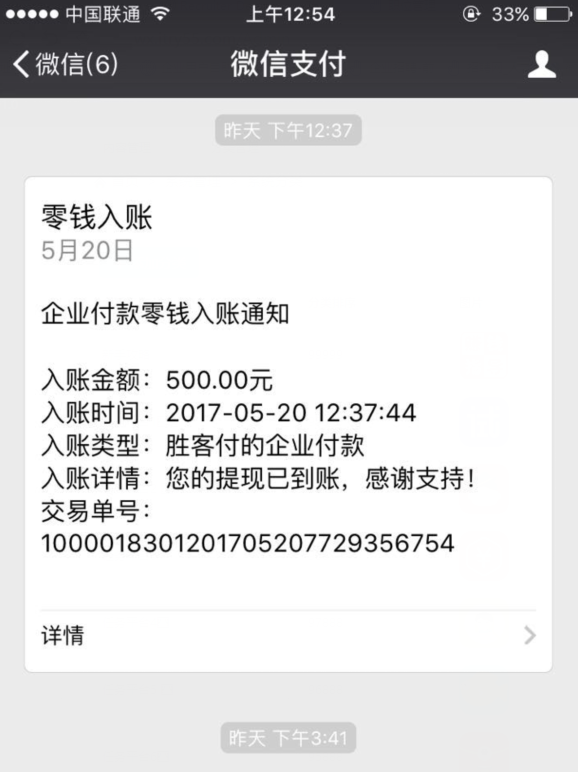 中国联通 上午12:54 33%
微信(6) 微信支付
昨天 下午12:37
零钱入账
5月20日
企业付款零钱入账通知
入账金额：500.00元
入账时间：2017-05-20 12:37:44
入账类型：胜客付的企业付款
入账详情：您的提现已到账，感谢支持！
交易单号：
1000018301201705207729356754
详情
昨天 下午3:41